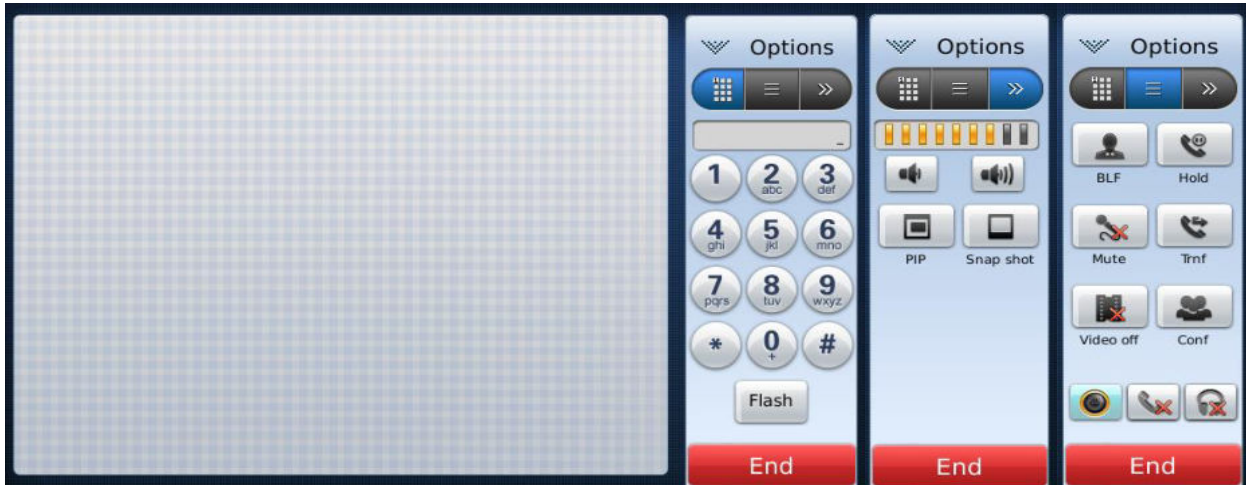 Options
_
1
2
abc
3
def
4
ghi
5
jkl
6
mno
7
pqrs
8
tuv
9
wxyz
*
0
+
#
Flash
End
Options
PIP Snap shot
End
Options
BLF Hold
Mute Trnf
Video off Conf
End